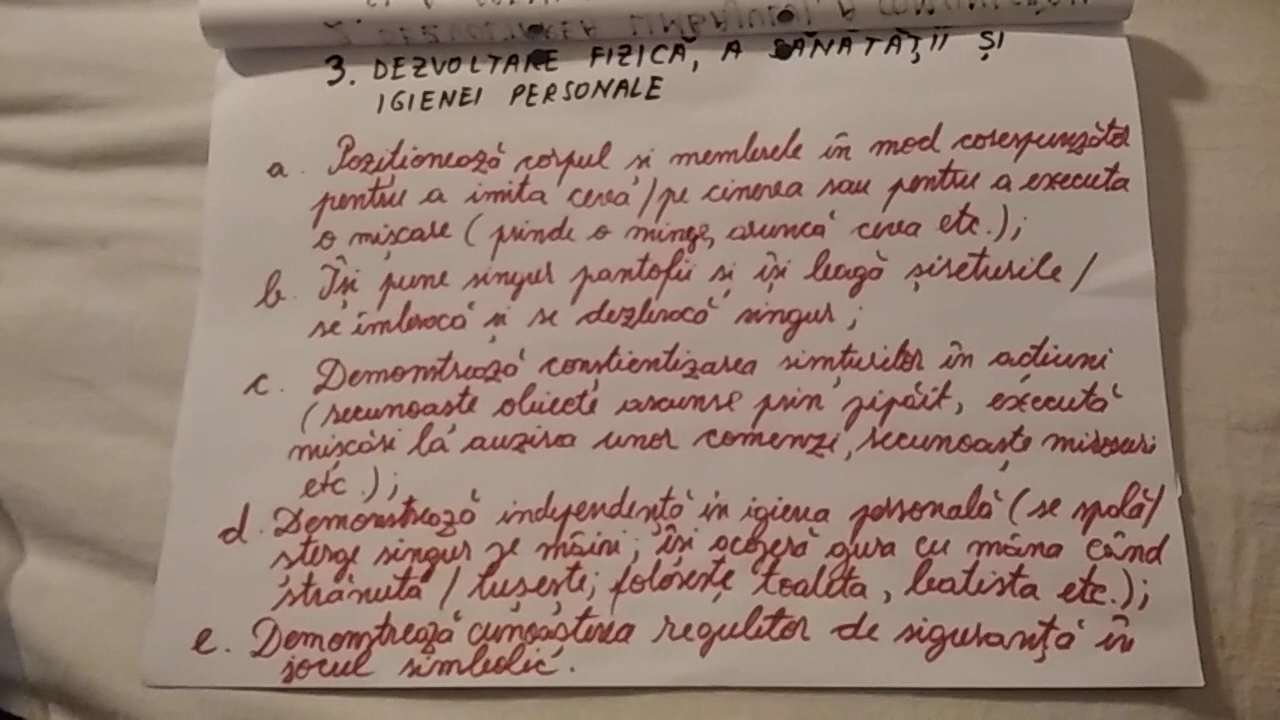 2. DEZVOLTAREA LIMBAJULUI, A COMUNICĂRII
3. DEZVOLTARE FIZICĂ, A SĂNĂTĂȚII ȘI
IGIENEI PERSONALE
a. Poziționează corpul și membrele în mod corespunzător
pentru a imita ceva / pe cineva sau pentru a executa
o mișcare (prinde o minge, aruncă ceva etc.);
b. Își pune singur pantofii și își leagă șireturile /
se îmbracă și se dezbracă singur;
c. Demonstrează conștientizarea simțurilor în acțiuni
(recunoaște obiecte ascunse prin pipăit, execută
mișcări la auzirea unor comenzi, recunoaște mirosuri
etc.);
d. Demonstrează independență în igiena personală (se spală/
șterge singur pe mâini; își acoperă gura cu mâna când
strănută / tușește; folosește toaleta, batista etc.);
e. Demonstrează cunoașterea regulilor de siguranță în
jocul simbolic.